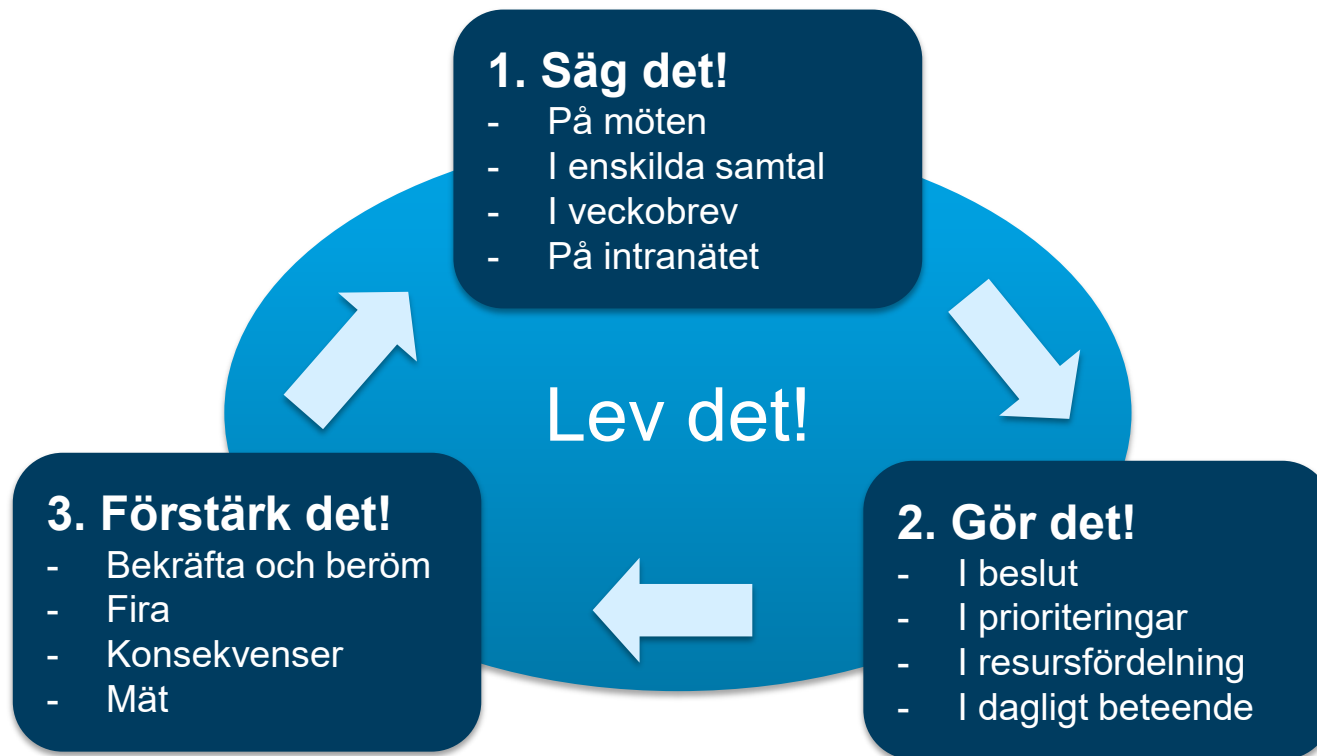 1. Säg det!
- På möten
- I enskilda samtal
- I veckobrev
- På intranätet
Lev det!
2. Gör det!
- I beslut
- I prioriteringar
- I resursfördelning
- I dagligt beteende
3. Förstärk det!
- Bekräfta och beröm
- Fira
- Konsekvenser
- Mät